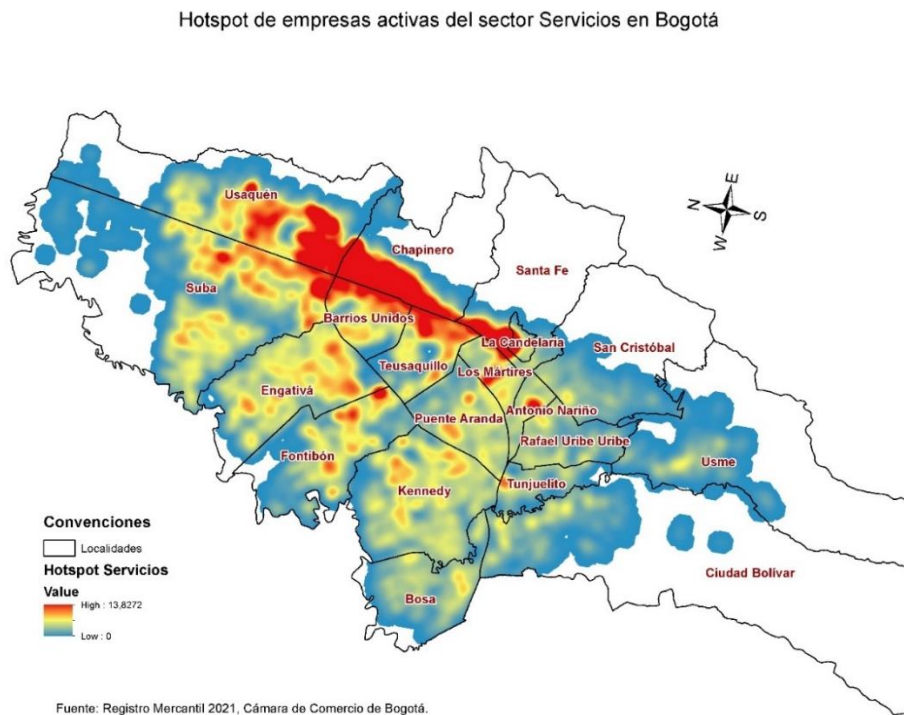 Hotspot de empresas activas del sector Servicios en Bogotá
Usaquén
Chapinero
Santa Fe
Suba
Barrios Unidos
La Candelaria
San Cristóbal
Teusaquillo
Los Mártires
Engativá
Puente Aranda
Antonio Nariño
Rafael Uribe Uribe
Fontibón
Usme
Kennedy
Tunjuelito
Ciudad Bolívar
Bosa
N
E
W
S
Convenciones
Localidades
Hotspot Servicios
Value
High : 13,8272
Low : 0
Fuente: Registro Mercantil 2021, Cámara de Comercio de Bogotá.